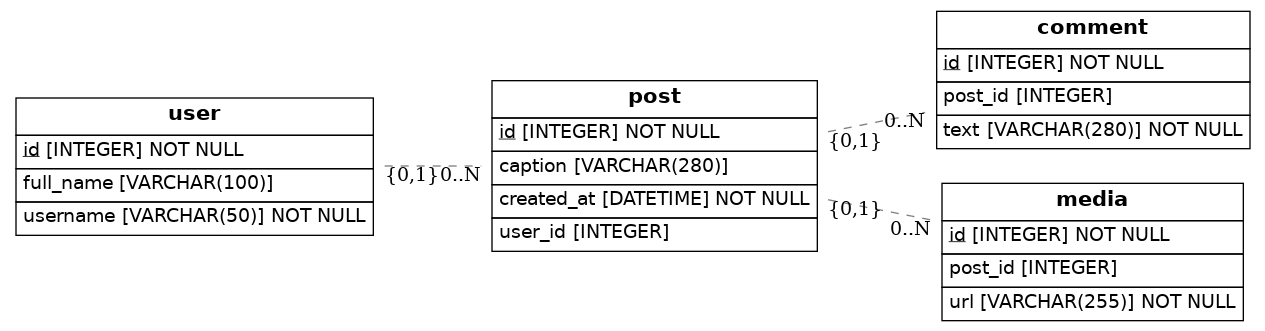 user
id [INTEGER] NOT NULL
full_name [VARCHAR(100)]
username [VARCHAR(50)] NOT NULL
{0,1}
0..N
post
id [INTEGER] NOT NULL
caption [VARCHAR(280)]
created_at [DATETIME] NOT NULL
user_id [INTEGER]
{0,1}
0..N
{0,1}
0..N
comment
id [INTEGER] NOT NULL
post_id [INTEGER]
text [VARCHAR(280)] NOT NULL
media
id [INTEGER] NOT NULL
post_id [INTEGER]
url [VARCHAR(255)] NOT NULL